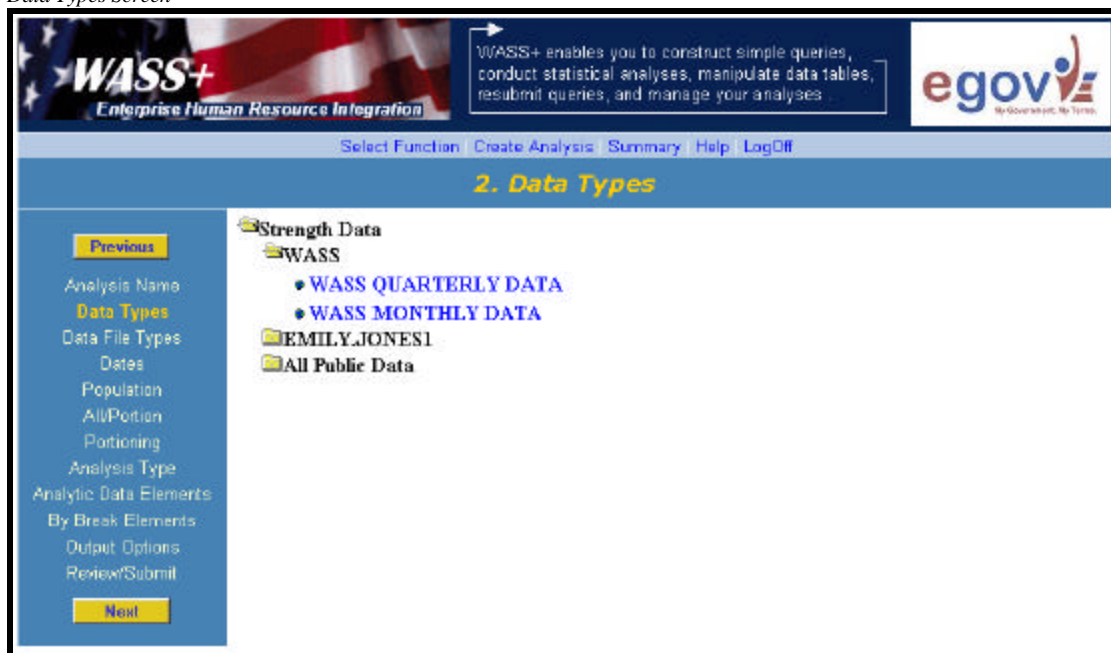 Data Types Screen
WASS+
Enterprise Human Resource Integration
WASS+ enables you to construct simple queries,
conduct statistical analyses, manipulate data tables,
resubmit queries, and manage your analyses
egov
My Government. My Terms.
Select Function | Create Analysis | Summary | Help | LogOff
2. Data Types
Previous
Analysis Name
Data Types
Data File Types
Dates
Population
All/Portion
Portioning
Analysis Type
Analytic Data Elements
By Break Elements
Output Options
Review/Submit
Next
Strength Data
WASS
WASS QUARTERLY DATA
WASS MONTHLY DATA
EMILY.JONES1
All Public Data